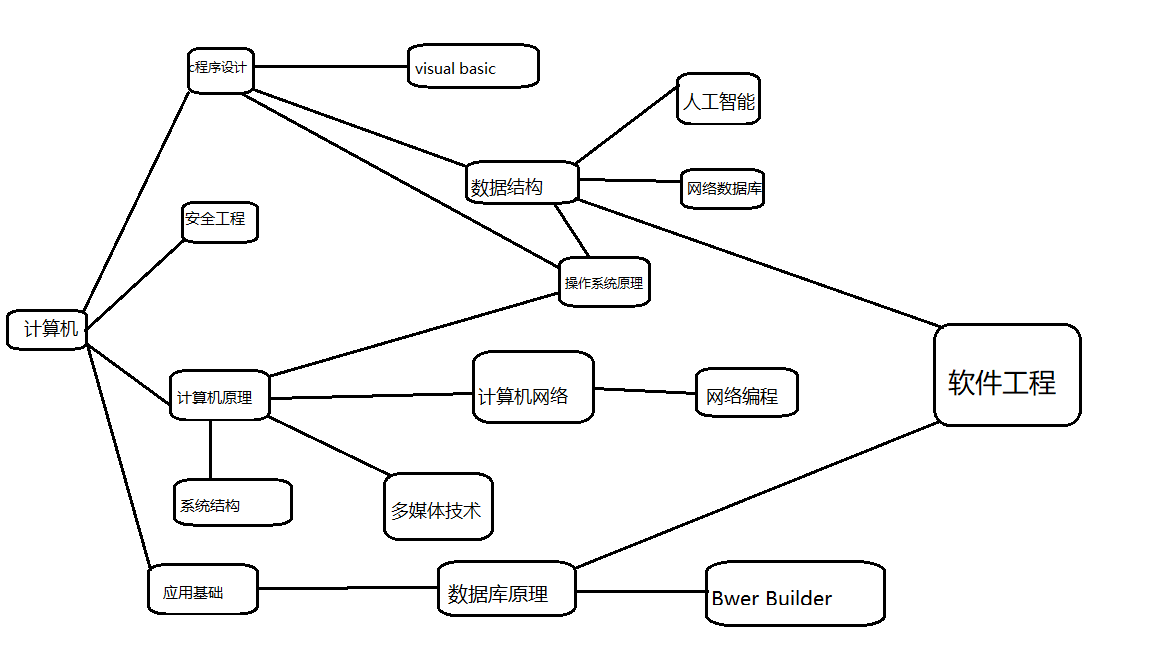 c程序设计
visual basic
人工智能
数据结构
网络数据库
安全工程
操作系统原理
计算机
软件工程
计算机原理
计算机网络
网络编程
系统结构
多媒体技术
应用基础
数据库原理
Bwer Builder